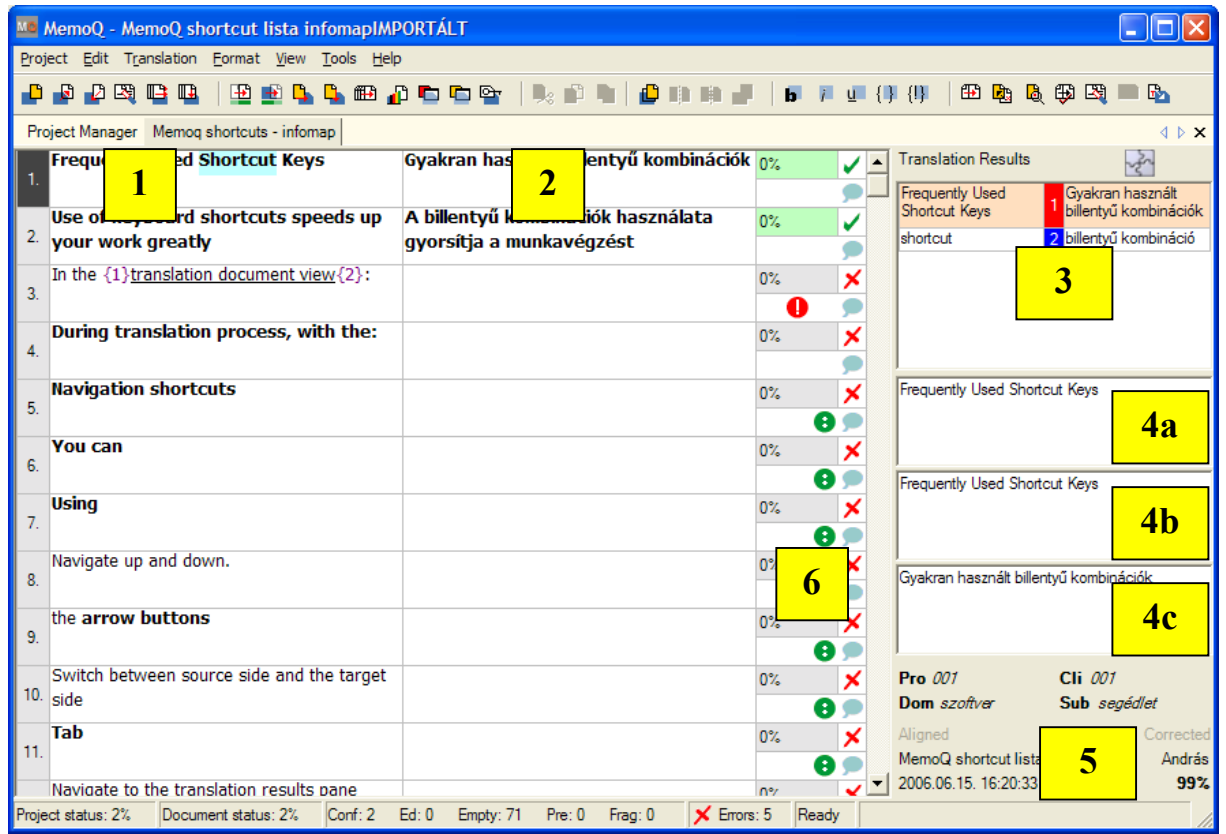 MemoQ - MemoQ shortcut lista infomapIMPORTÁLT
Project Edit Translation Format View Tools Help
Project Manager Memoq shortcuts - infomap
1. Shortcut Keys
1
Gyakran kombinációk
2
0%
2. Use of shortcuts speeds up
your work greatly
A billentyű kombinációk használata
gyorsítja a munkavégzést
0%
3. In the {1}translation document view{2}:
0%
4. During translation process, with the:
0%
5. Navigation shortcuts
0%
6. You can
0%
7. Using
0%
8. Navigate up and down.
6
9. the arrow buttons
0%
10. Switch between source side and the target
side
0%
11. Tab
0%
Navigate to the translation results pane
0%
Translation Results
Frequently Used
Shortcut Keys
1
Gyakran használt
billentyű kombinációk
shortcut 2 billentyű kombináció
3
Frequently Used Shortcut Keys
4a
Frequently Used Shortcut Keys
4b
Gyakran használt billentyű kombinációk
4c
Pro 001 Cli 001
Dom szoftver Sub segédlet
Aligned Corrected
MemoQ shortcut lista András
5
2006.06.15. 16:20:33 99%
Project status: 2% Document status: 2% Conf: 2 Ed: 0 Empty: 71 Pre: 0 Frag: 0 Errors: 5 Ready